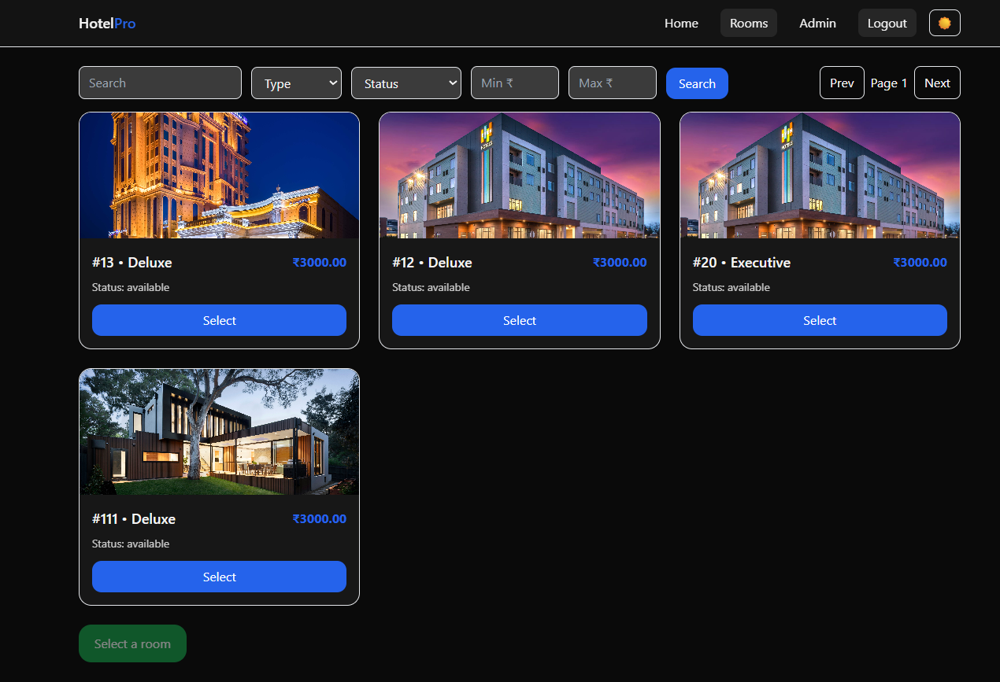 HotelPro Home Rooms Admin Logout
Search Type Status Min ₹ Max ₹ Search Prev Page 1 Next
#13 • Deluxe ₹3000.00
Status: available
Select
#12 • Deluxe ₹3000.00
Status: available
Select
#20 • Executive ₹3000.00
Status: available
Select
#111 • Deluxe ₹3000.00
Status: available
Select
Select a room